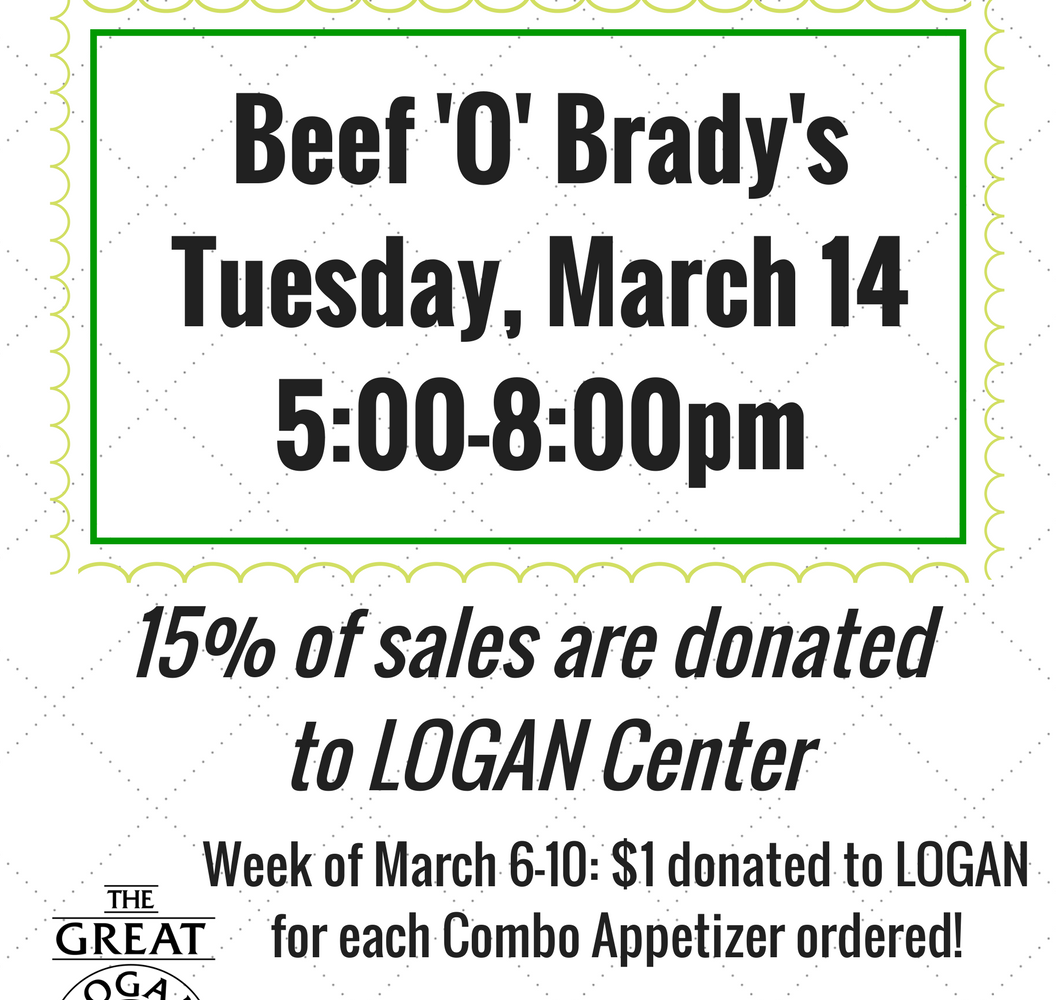 Beef 'O' Brady's
Tuesday, March 14
5:00-8:00pm
15% of sales are donated
to LOGAN Center
Week of March 6-10: $1 donated to LOGAN
for each Combo Appetizer ordered!
THE
GREAT